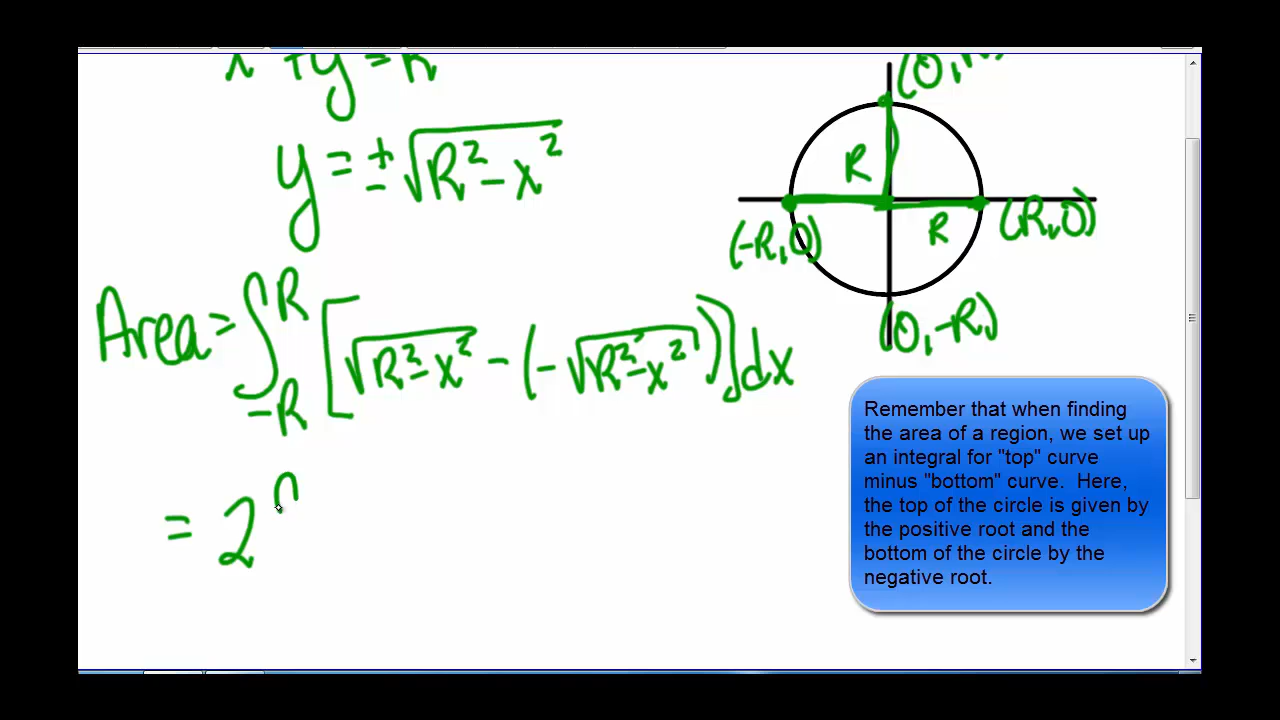 y = ± √R² - x²
(0,
R
(-R, 0)
R
(R, 0)
(0, -R)
Area = ∫ R -R [√R² - x² - (-√R² - x²)] dx
= 2
Remember that when finding
the area of a region, we set up
an integral for "top" curve
minus "bottom" curve. Here,
the top of the circle is given by
the positive root and the
bottom of the circle by the
negative root.